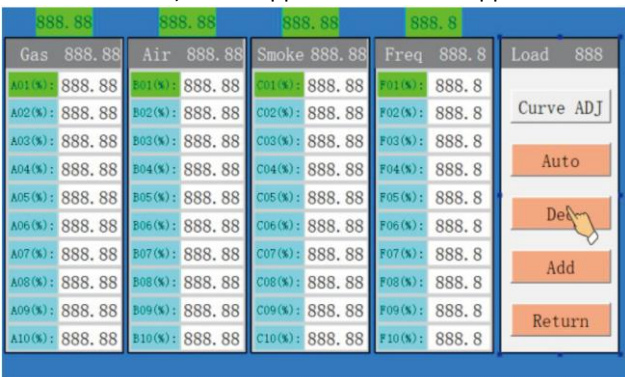 888.88 888.88 888.88 888.8
Gas 888.88 Air 888.88 Smoke 888.88 Freq 888.8 Load 888
A01(%): 888.88 B01(%): 888.88 C01(%): 888.88 F01(%): 888.8
A02(%): 888.88 B02(%): 888.88 C02(%): 888.88 F02(%): 888.8 Curve ADJ
A03(%): 888.88 B03(%): 888.88 C03(%): 888.88 F03(%): 888.8
A04(%): 888.88 B04(%): 888.88 C04(%): 888.88 F04(%): 888.8 Auto
A05(%): 888.88 B05(%): 888.88 C05(%): 888.88 F05(%): 888.8
A06(%): 888.88 B06(%): 888.88 C06(%): 888.88 F06(%): 888.8
A07(%): 888.88 B07(%): 888.88 C07(%): 888.88 F07(%): 888.8
A08(%): 888.88 B08(%): 888.88 C08(%): 888.88 F08(%): 888.8 Add
A09(%): 888.88 B09(%): 888.88 C09(%): 888.88 F09(%): 888.8
A10(%): 888.88 B10(%): 888.88 C10(%): 888.88 F10(%): 888.8 Return